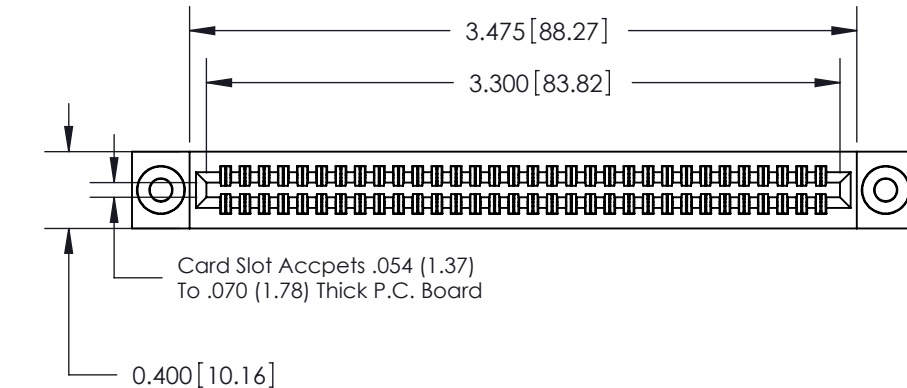 3.475[88.27]
3.300[83.82]
Card Slot Accpets .054 (1.37)
To .070 (1.78) Thick P.C. Board
0.400[10.16]